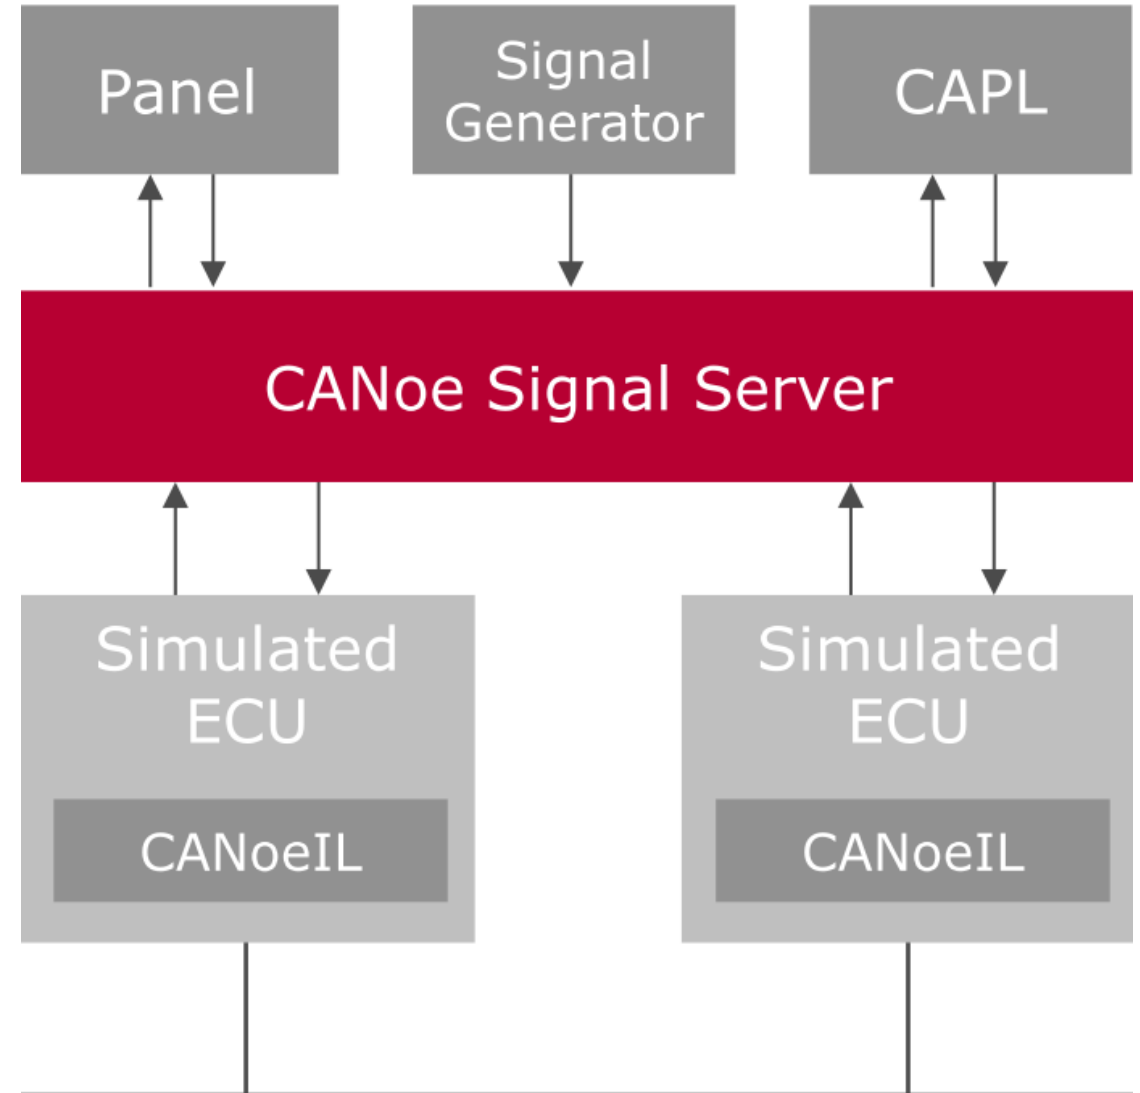 Panel
Signal
Generator
CAPL
CANoe Signal Server
Simulated
ECU
CANoeIL
Simulated
ECU
CANoeIL